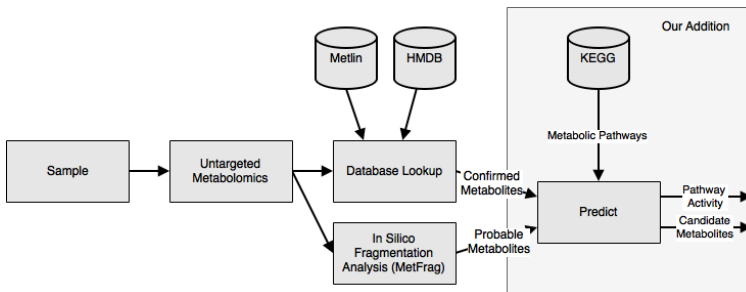 Our Addition
Metlin
HMDB
KEGG
Metabolic Pathways
Sample
Untargeted
Metabolomics
Database Lookup
Confirmed
Metabolites
In Silico
Fragmentation
Analysis (MetFrag)
Probable
Metabolites
Predict
Pathway
Activity
Candidate
Metabolites